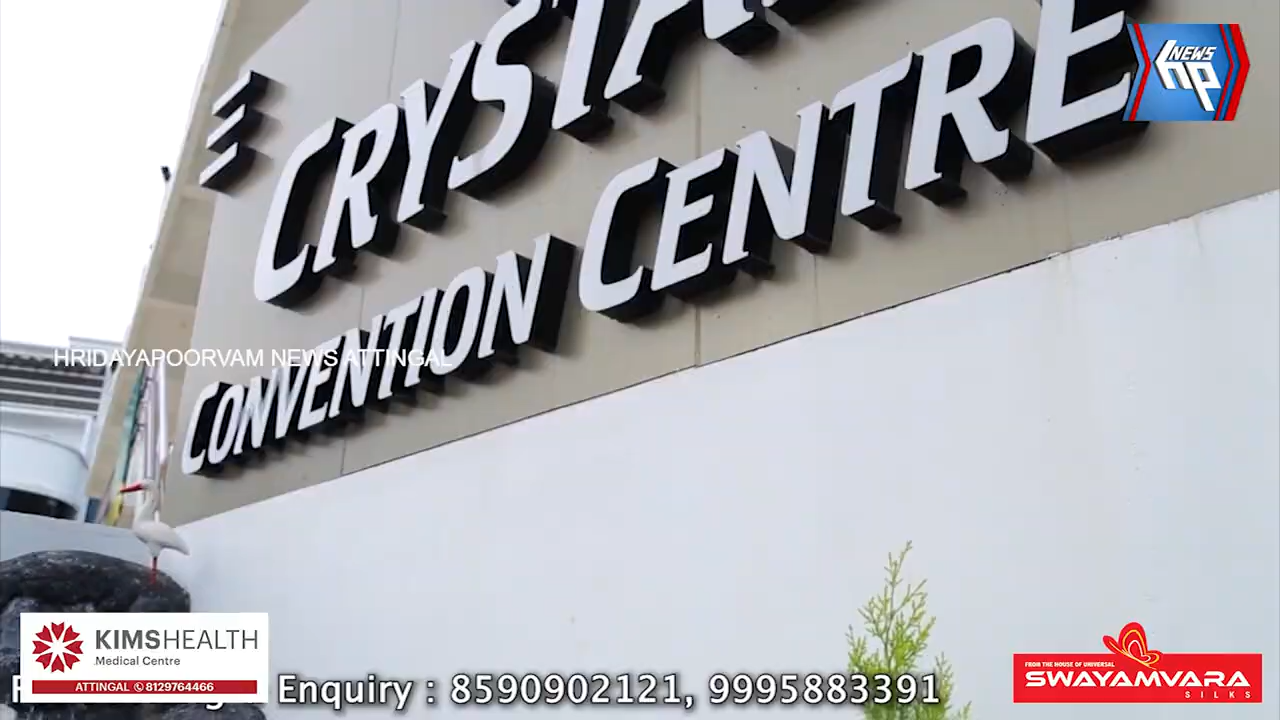 CRYSTA
CONVENTION CENTRE
NEWS
HP
HRIDAYAPOORVAM NEWS ATTINGAL
KIMSHEALTH
Medical Centre
ATTINGAL 8129764466
Enquiry : 8590902121, 9995883391
FROM THE HOUSE OF UNIVERSAL
SWAYAMVARA
SILKS